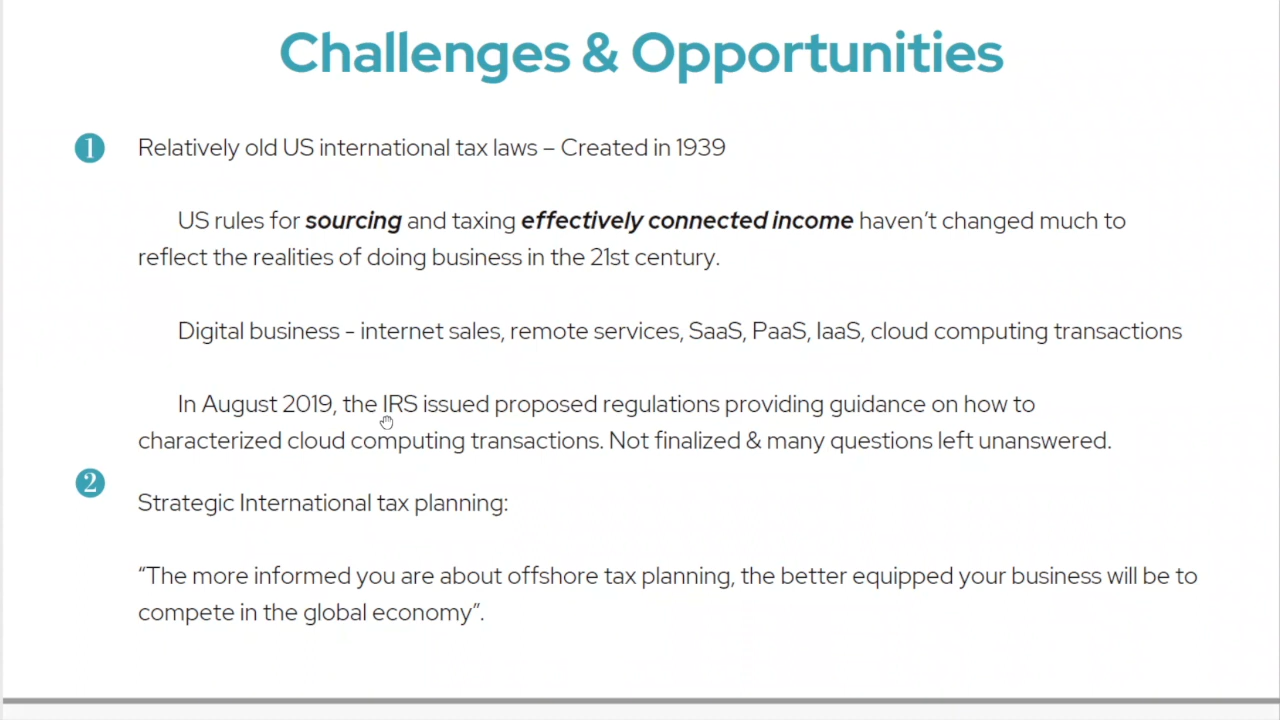 Challenges & Opportunities
1 Relatively old US international tax laws – Created in 1939
US rules for sourcing and taxing effectively connected income haven't changed much to
reflect the realities of doing business in the 21st century.
Digital business - internet sales, remote services, SaaS, PaaS, IaaS, cloud computing transactions
In August 2019, the IRS issued proposed regulations providing guidance on how to
characterized cloud computing transactions. Not finalized & many questions left unanswered.
2 Strategic International tax planning:
“The more informed you are about offshore tax planning, the better equipped your business will be to
compete in the global economy”.